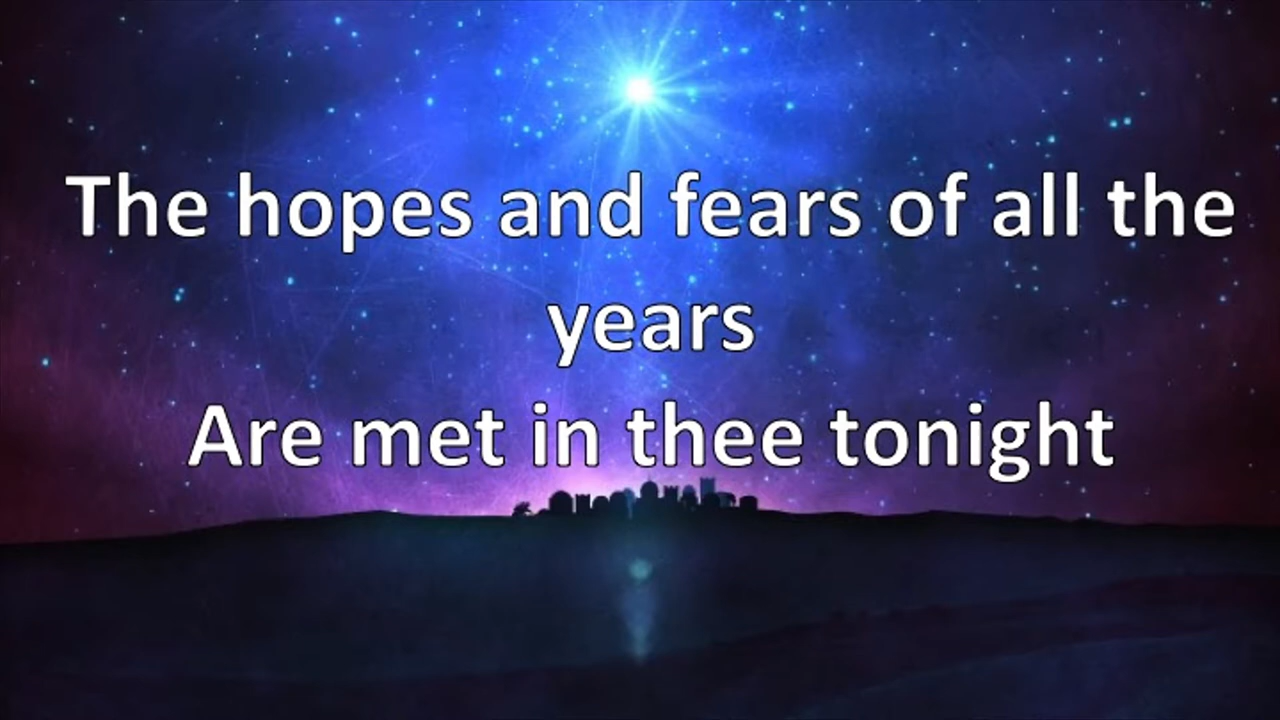 The hopes and fears of all the
years
Are met in thee tonight